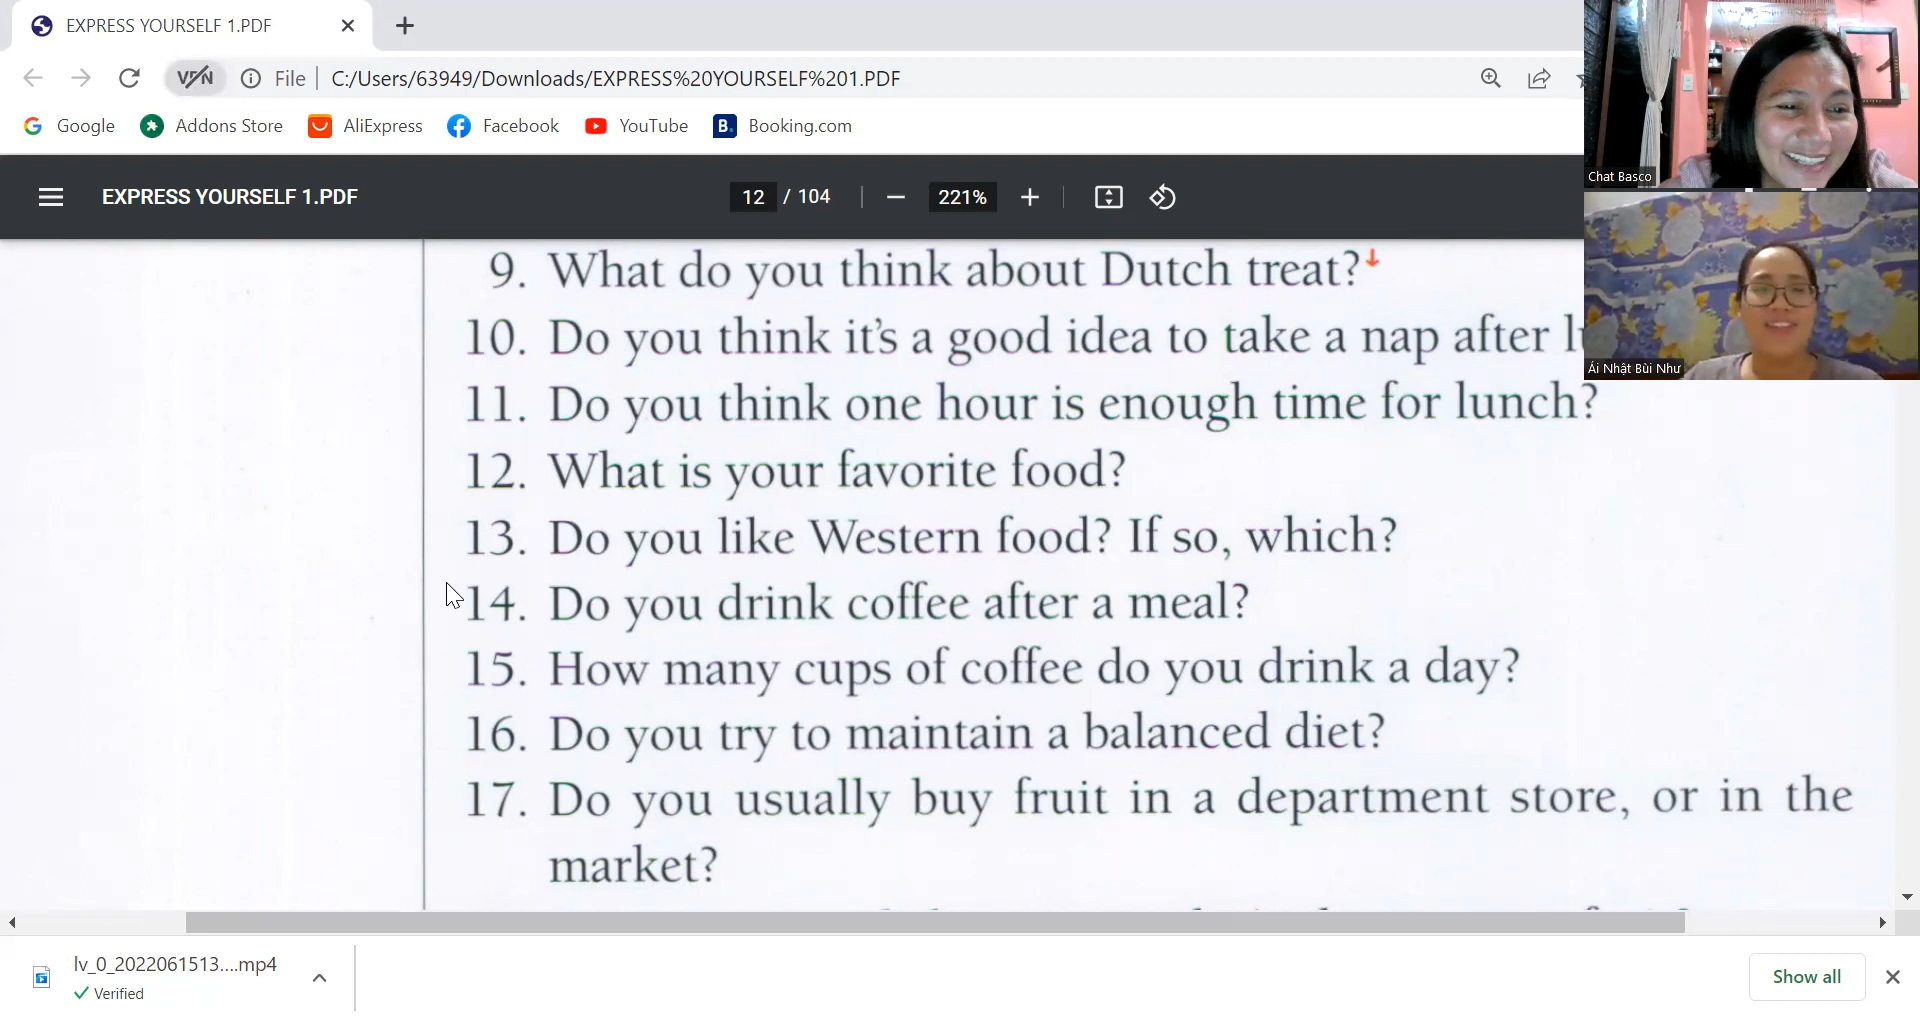 EXPRESS YOURSELF 1.PDF
VPN File C:/Users/63949/Downloads/EXPRESS%20YOURSELF%201.PDF
Google Addons Store AliExpress Facebook YouTube B. Booking.com
Chat Basco
EXPRESS YOURSELF 1.PDF 12 / 104 221%
9. What do you think about Dutch treat?
10. Do you think it's a good idea to take a nap after
Ái Nhật Bùi Như
11. Do you think one hour is enough time for lunch?
12. What is your favorite food?
13. Do you like Western food? If so, which?
14. Do you drink coffee after a meal?
15. How many cups of coffee do you drink a day?
16. Do you try to maintain a balanced diet?
17. Do you usually buy fruit in a department store, or in the
market?
lv_0_2022061513....mp4
Verified
Show all